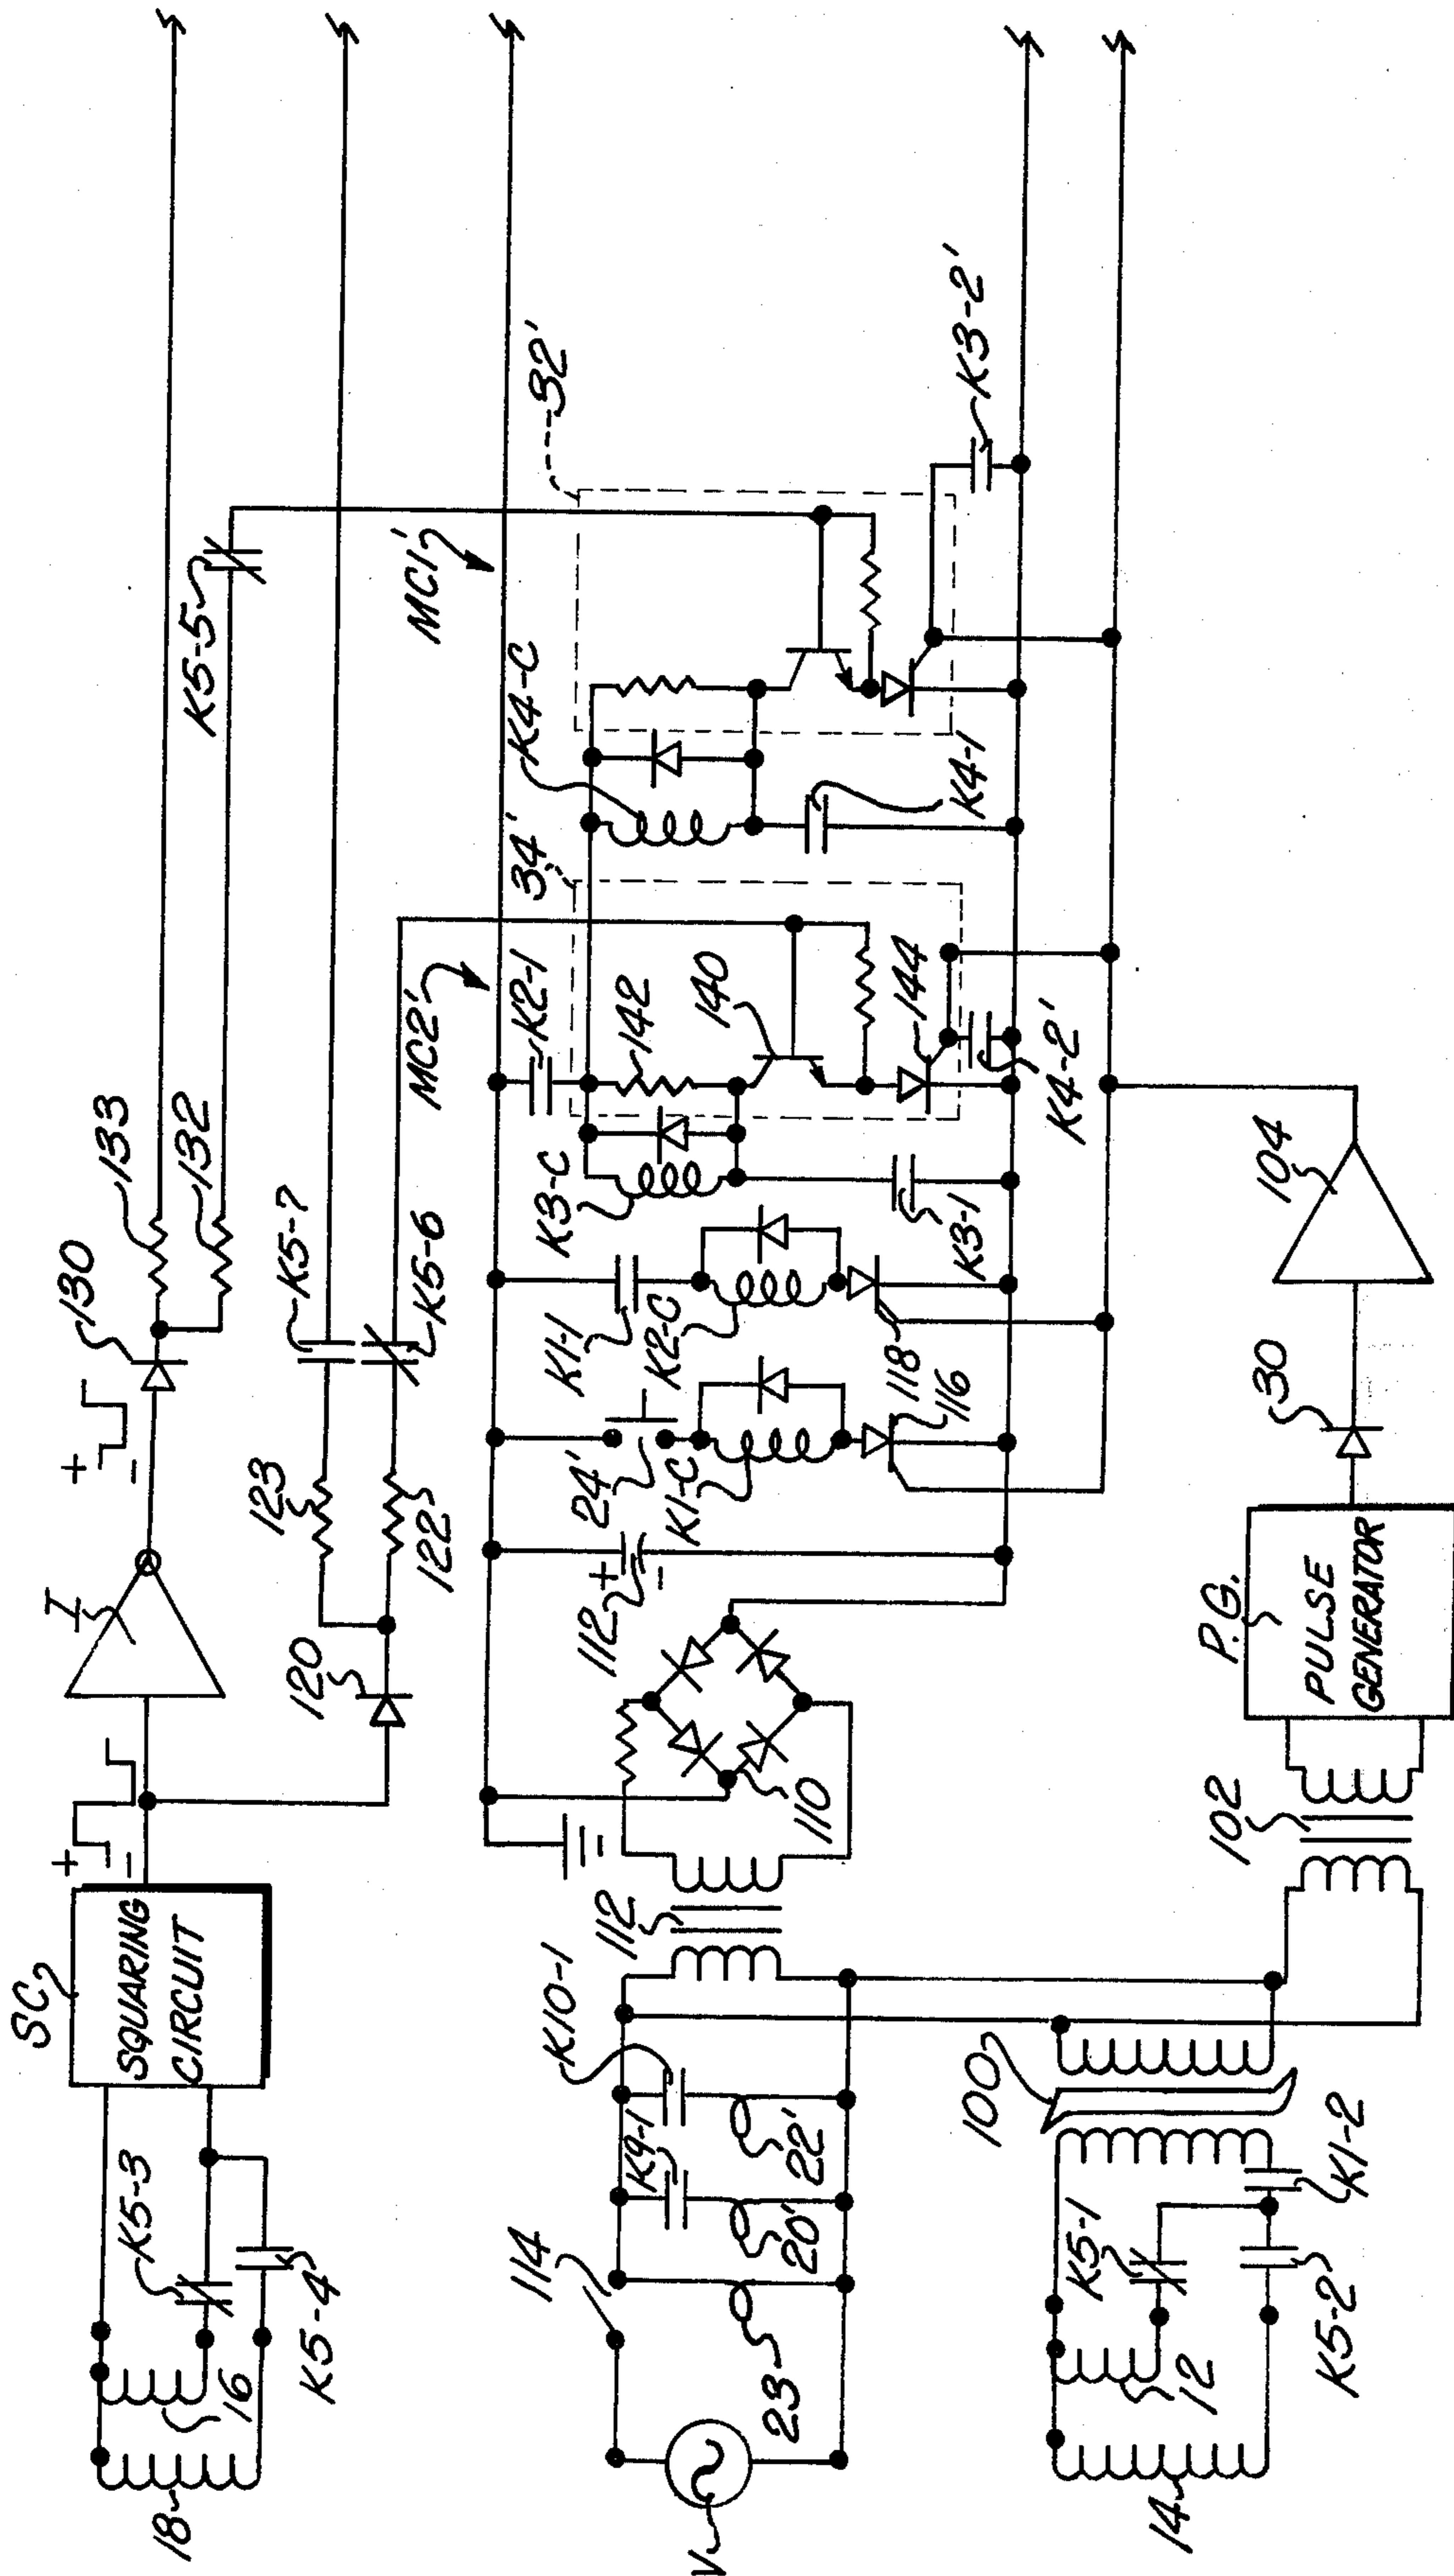 SC
SQUARING
CIRCUIT
+
-
I
+
-
130
133
132
K5-5
K5-3
K5-4
16
18
120
123
122
K5-7
K5-6
MC2'
MC1'
32'
34'
K4-C
K2-1
142
140
144
K3-C
K1-1
K2-C
24'
K1-C
118
116
K3-1
K4-2'
K4-1
K3-2'
112
+
-
110
112
K10-1
K9-1
114
23
20'
22'
V
100
K5-1
K1-2
K5-2
12
14
102
P.G.
PULSE
GENERATOR
30
104